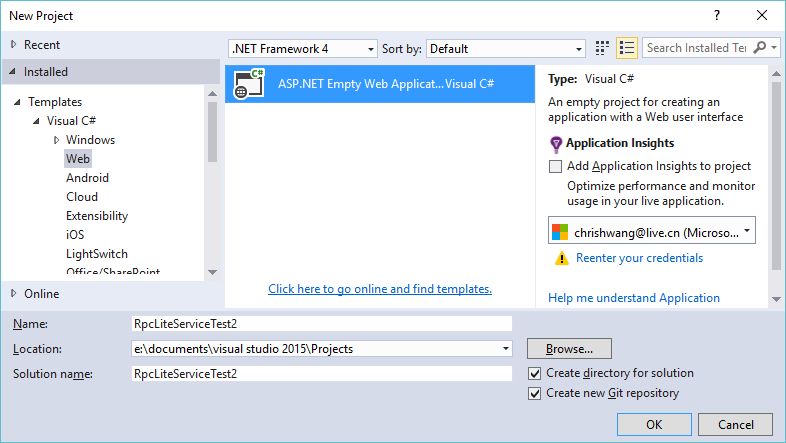 New Project
Recent
.NET Framework 4
Sort by:
Default
Search Installed Te
Installed
Templates
Visual C#
Windows
Web
Android
Cloud
Extensibility
iOS
LightSwitch
Office/SharePoint
Online
C#
ASP.NET Empty Web Applicat...Visual C#
Click here to go online and find templates.
Type: Visual C#
An empty project for creating an
application with a Web user interface
Application Insights
Add Application Insights to project
Optimize performance and monitor
usage in your live application.
chrishwang@live.cn (Microso...
Reenter your credentials
Help me understand Application
Name:
RpcLiteServiceTest2
Location:
e:\documents\visual studio 2015\Projects
Browse...
Solution name:
RpcLiteServiceTest2
Create directory for solution
Create new Git repository
OK
Cancel